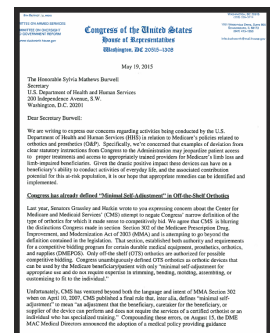 COMMITTEE ON ARMED SERVICES
COMMITTEE ON OVERSIGHT
GOVERNMENT REFORM
Congress of the United States
House of Representatives
Washington, DC 20515–1308
May 19, 2015
The Honorable Sylvia Mathews Burwell
Secretary
U.S. Department of Health and Human Services
200 Independence Avenue, S.W.
Washington, D.C. 20201
Dear Secretary Burwell:
We are writing to express our concerns regarding activities being conducted by the U.S.
Department of Health and Human Services (HHS) in relation to Medicare's policies related to
orthotics and prosthetics (O&P). Specifically, we're concerned that examples of deviation from
clear statutory instructions from Congress to the Administration may jeopardize patient access
to proper treatments and access to appropriately trained providers for Medicare's limb loss and
limb-impaired beneficiaries. Given the drastic impact these devices can have on a
beneficiary's ability to conduct activities of everyday life, and the associated contribution
potential for this at-risk population, it is our hope that appropriate remedies can be identified and
implemented.
Congress has already defined "Minimal Self-Adjustment" in Off-the-Shelf Orthotics
Last year, Senators Grassley and Harkin wrote to you expressing concerns about the Center for
Medicare and Medicaid Services' (CMS) attempt to negate Congress' narrow definition of the
type of orthotics for which it made sense to competitively bid. We agree that CMS is blurring
the distinctions Congress made in section Section 302 of the Medicare Prescription Drug,
Improvement, and Modernization Act of 2003 (MMA) and is attempting to go beyond the
definition contained in the legislation. That section, established both authority and requirements
for a competitive bidding program for certain durable medical equipment, prosthetics, orthotics,
and supplies (DMEPOS). Only off-the-shelf (OTS) orthotics are authorized for possible
competitive bidding. Congress unambiguously defined OTS orthotics as orthotic devices that
can be used by the Medicare beneficiary/patient with only "minimal self-adjustment for
appropriate use and do not require expertise in trimming, bending, molding, assembling, or
customizing to fit to the individual."
Unfortunately, CMS has ventured beyond both the language and intent of MMA Section 302
when on April 10, 2007, CMS published a final rule that, inter alia, defines "minimal self-
adjustment" to mean "an adjustment that the beneficiary, caretaker for the beneficiary, or
supplier of the device can perform and does not require the services of a certified orthotist or an
individual who has specialized training." Compounding these errors, on August 15, the DME
MAC Medical Directors announced the adoption of a medical policy providing guidance